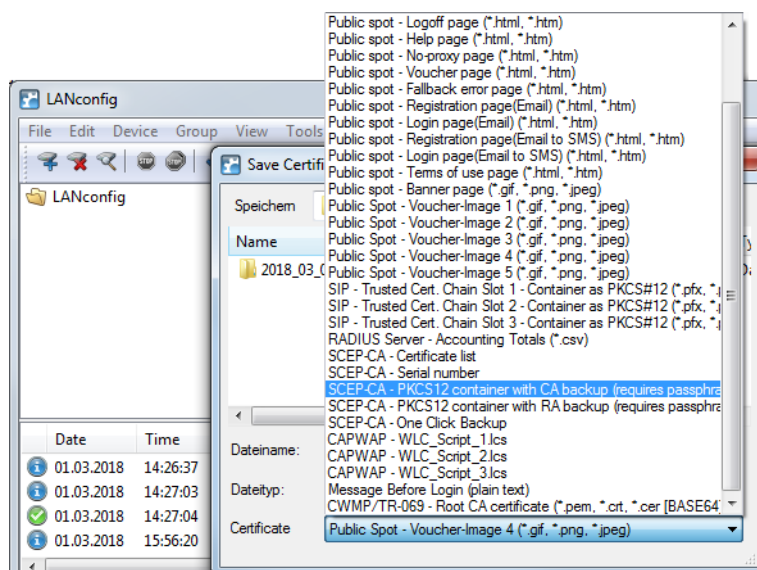 LANconfig
File Edit Device Group View Tools
LANconfig
Date Time
01.03.2018 14:26:37
01.03.2018 14:27:03
01.03.2018 14:27:04
01.03.2018 15:56:20
Save Certifi
Speichern
Name
2018_03_0
Dateiname:
Dateityp:
Certificate
Public Spot - Voucher-Image 4 (*.gif, *.png, *.jpeg)
Public spot - Logoff page (*.html, *.htm)
Public spot - Help page (*.html, *.htm)
Public spot - No-proxy page (*.html, *.htm)
Public spot - Voucher page (*.html, *.htm)
Public spot - Fallback error page (*.html, *.htm)
Public spot - Registration page(Email) (*.html, *.htm)
Public spot - Login page(Email) (*.html, *.htm)
Public spot - Registration page(Email to SMS) (*.html, *.htm)
Public spot - Login page(Email to SMS) (*.html, *.htm)
Public spot - Terms of use page (*.html, *.htm)
Public spot - Banner page (*.gif, *.png, *.jpeg)
Public Spot - Voucher-Image 1 (*.gif, *.png, *.jpeg)
Public Spot - Voucher-Image 2 (*.gif, *.png, *.jpeg)
Public Spot - Voucher-Image 3 (*.gif, *.png, *.jpeg)
Public Spot - Voucher-Image 4 (*.gif, *.png, *.jpeg)
Public Spot - Voucher-Image 5 (*.gif, *.png, *.jpeg)
SIP - Trusted Cert. Chain Slot 1 - Container as PKCS#12 (*.pfx, *.p
SIP - Trusted Cert. Chain Slot 2 - Container as PKCS#12 (*.pfx, *.p
SIP - Trusted Cert. Chain Slot 3 - Container as PKCS#12 (*.pfx, *.p
RADIUS Server - Accounting Totals (*.csv)
SCEP-CA - Certificate list
SCEP-CA - Serial number
SCEP-CA - PKCS12 container with CA backup (requires passphra
SCEP-CA - PKCS12 container with RA backup (requires passphra
SCEP-CA - One Click Backup
CAPWAP - WLC_Script_1.lcs
CAPWAP - WLC_Script_2.lcs
CAPWAP - WLC_Script_3.lcs
Message Before Login (plain text)
CWMP/TR-069 - Root CA certificate (*.pem, *.crt, *.cer [BASE64]